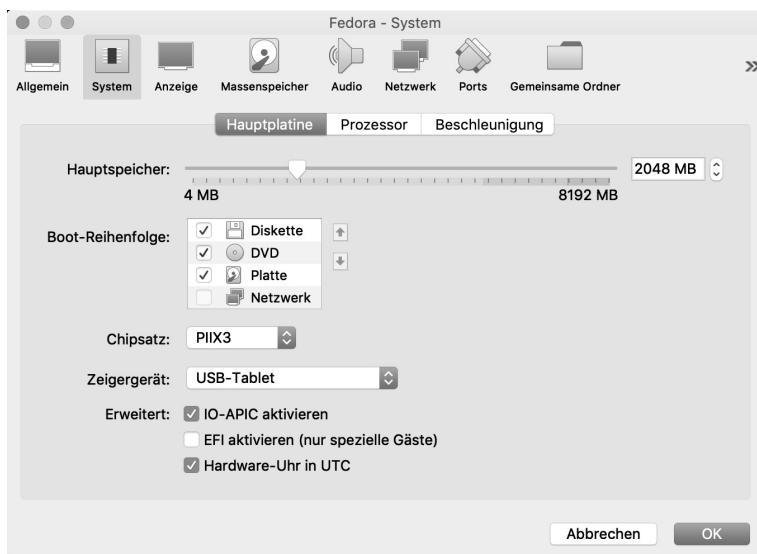 Fedora - System
Allgemein System Anzeige Massenspeicher Audio Netzwerk Ports Gemeinsame Ordner »
Hauptplatine Prozessor Beschleunigung
Hauptspeicher: 2048 MB
4 MB 8192 MB
Boot-Reihenfolge: Diskette
DVD
Platte
Netzwerk
Chipsatz: PIIX3
Zeigergerät: USB-Tablet
Erweitert: IO-APIC aktivieren
EFI aktivieren (nur spezielle Gäste)
Hardware-Uhr in UTC
Abbrechen OK